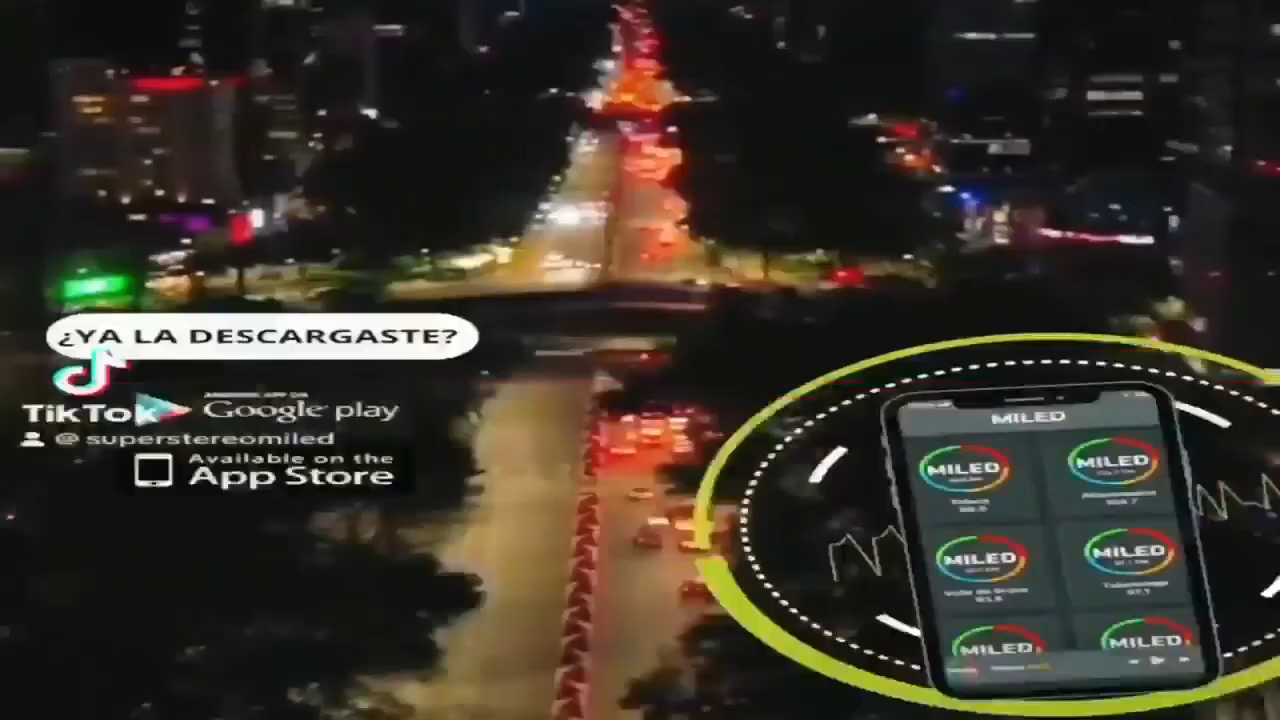 ¿YA LA DESCARGASTE?
TikTok
Google play
@ superstereomiled
Available on the
App Store
MILED
MILED
MILED
MILED
MILED
MILED
MILED